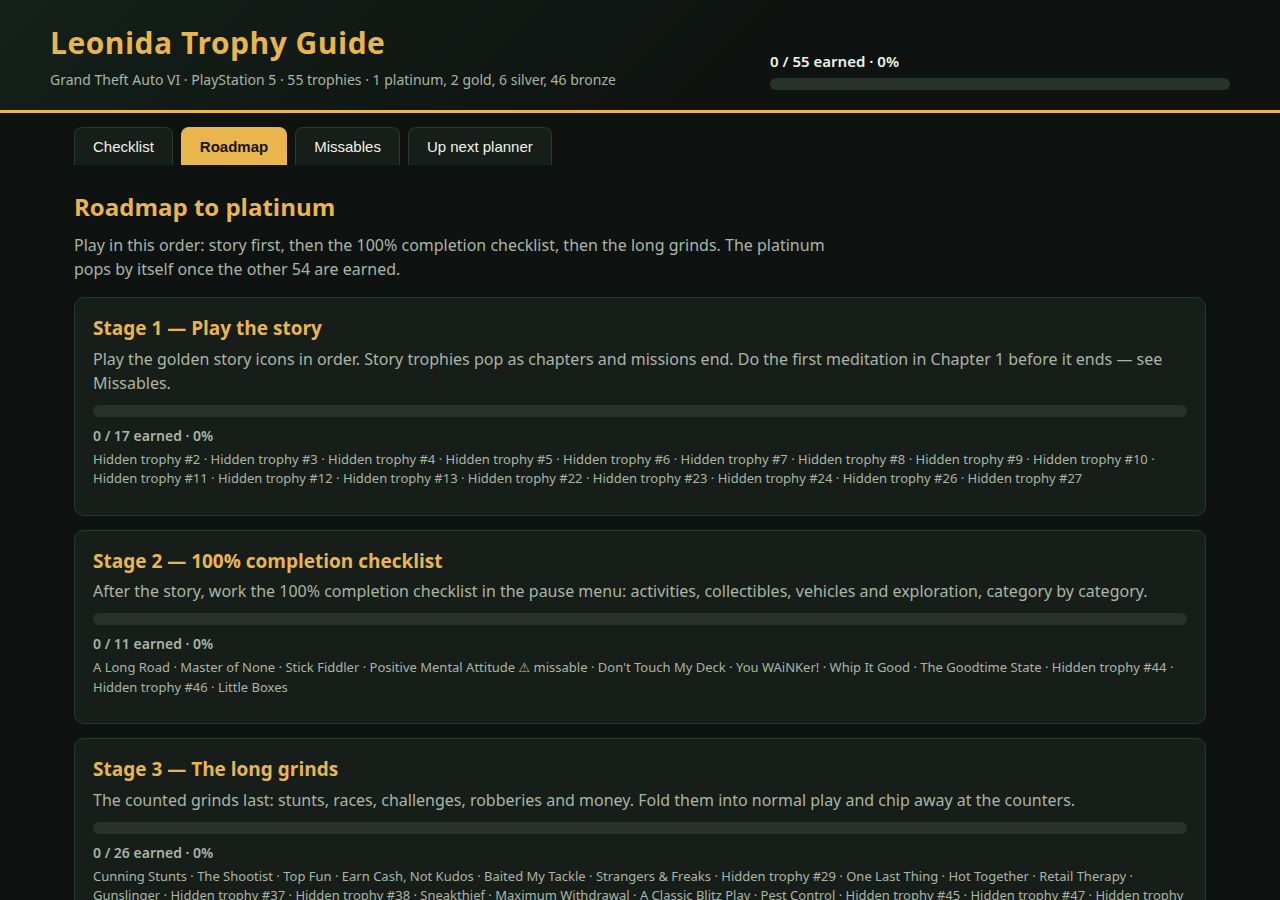 Leonida Trophy Guide
Grand Theft Auto VI · PlayStation 5 · 55 trophies · 1 platinum, 2 gold, 6 silver, 46 bronze
0 / 55 earned · 0%
Checklist
Roadmap
Missables
Up next planner
Roadmap to platinum
Play in this order: story first, then the 100% completion checklist, then the long grinds. The platinum
pops by itself once the other 54 are earned.
Stage 1 — Play the story
Play the golden story icons in order. Story trophies pop as chapters and missions end. Do the first meditation in Chapter 1 before it ends — see
Missables.
0 / 17 earned · 0%
Hidden trophy #2 · Hidden trophy #3 · Hidden trophy #4 · Hidden trophy #5 · Hidden trophy #6 · Hidden trophy #7 · Hidden trophy #8 · Hidden trophy #9 · Hidden trophy #10 ·
Hidden trophy #11 · Hidden trophy #12 · Hidden trophy #13 · Hidden trophy #22 · Hidden trophy #23 · Hidden trophy #24 · Hidden trophy #26 · Hidden trophy #27
Stage 2 — 100% completion checklist
After the story, work the 100% completion checklist in the pause menu: activities, collectibles, vehicles and exploration, category by category.
0 / 11 earned · 0%
A Long Road · Master of None · Stick Fiddler · Positive Mental Attitude ⚠ missable · Don't Touch My Deck · You WAiNKer! · Whip It Good · The Goodtime State · Hidden trophy #44 ·
Hidden trophy #46 · Little Boxes
Stage 3 — The long grinds
The counted grinds last: stunts, races, challenges, robberies and money. Fold them into normal play and chip away at the counters.
0 / 26 earned · 0%
Cunning Stunts · The Shootist · Top Fun · Earn Cash, Not Kudos · Baited My Tackle · Strangers & Freaks · Hidden trophy #29 · One Last Thing · Hot Together · Retail Therapy ·
Gunslinger · Hidden trophy #37 · Hidden trophy #38 · Sneakthief · Maximum Withdrawal · A Classic Blitz Play · Pest Control · Hidden trophy #45 · Hidden trophy #47 · Hidden trophy